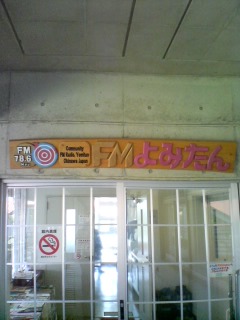 FM
78.6
Community
FM Radio, Yomitan
Okinawa Japan
FMよみたん
館内禁煙